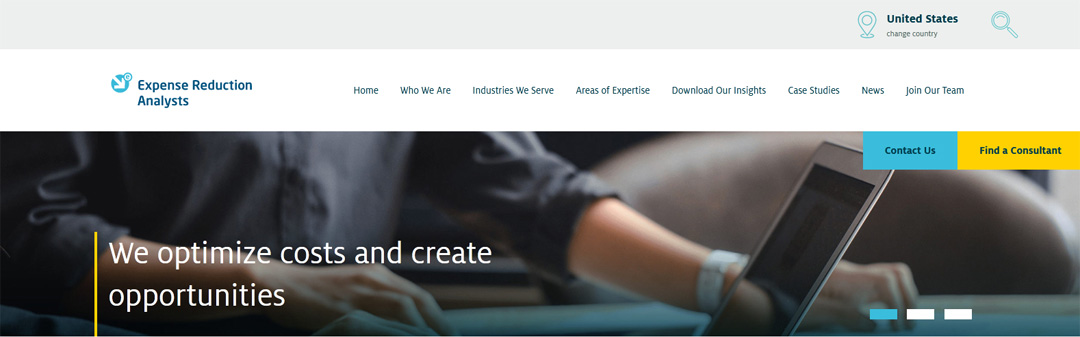 United States
change country
Expense Reduction
Analysts
Home Who We Are Industries We Serve Areas of Expertise Download Our Insights Case Studies News Join Our Team
Contact Us Find a Consultant
We optimize costs and create
opportunities